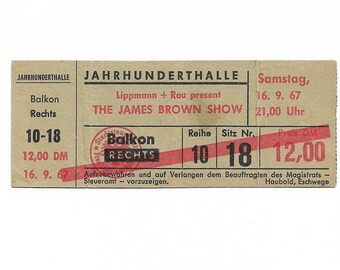 JAHRHUNDERTHALLE
Balkon
Rechts
10-18
12,00 DM
16. 9. 67
JAHRHUNDERTHALLE
Lippmann + Rau present
THE JAMES BROWN SHOW
Samstag,
16. 9. 67
21,00 Uhr
Balkon
RECHTS
Reihe
10
Sitz Nr.
18
Preis DM
12,00
Aufzubewahren und auf Verlangen dem Beauftragten des Magistrats -
Steueramt - vorzuzeigen.
Haubold, Eschwege